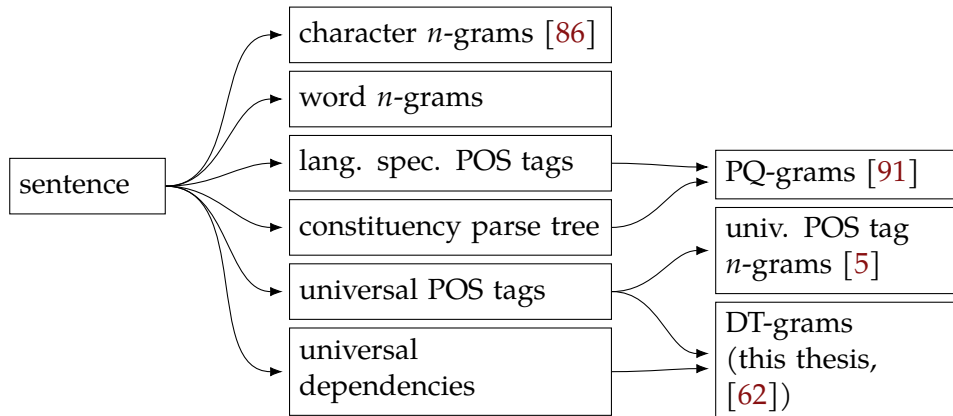 character n-grams [86]
word n-grams
lang. spec. POS tags
sentence
PQ-grams [91]
constituency parse tree
univ. POS tag
n-grams [5]
universal POS tags
DT-grams
(this thesis,
[62])
universal
dependencies